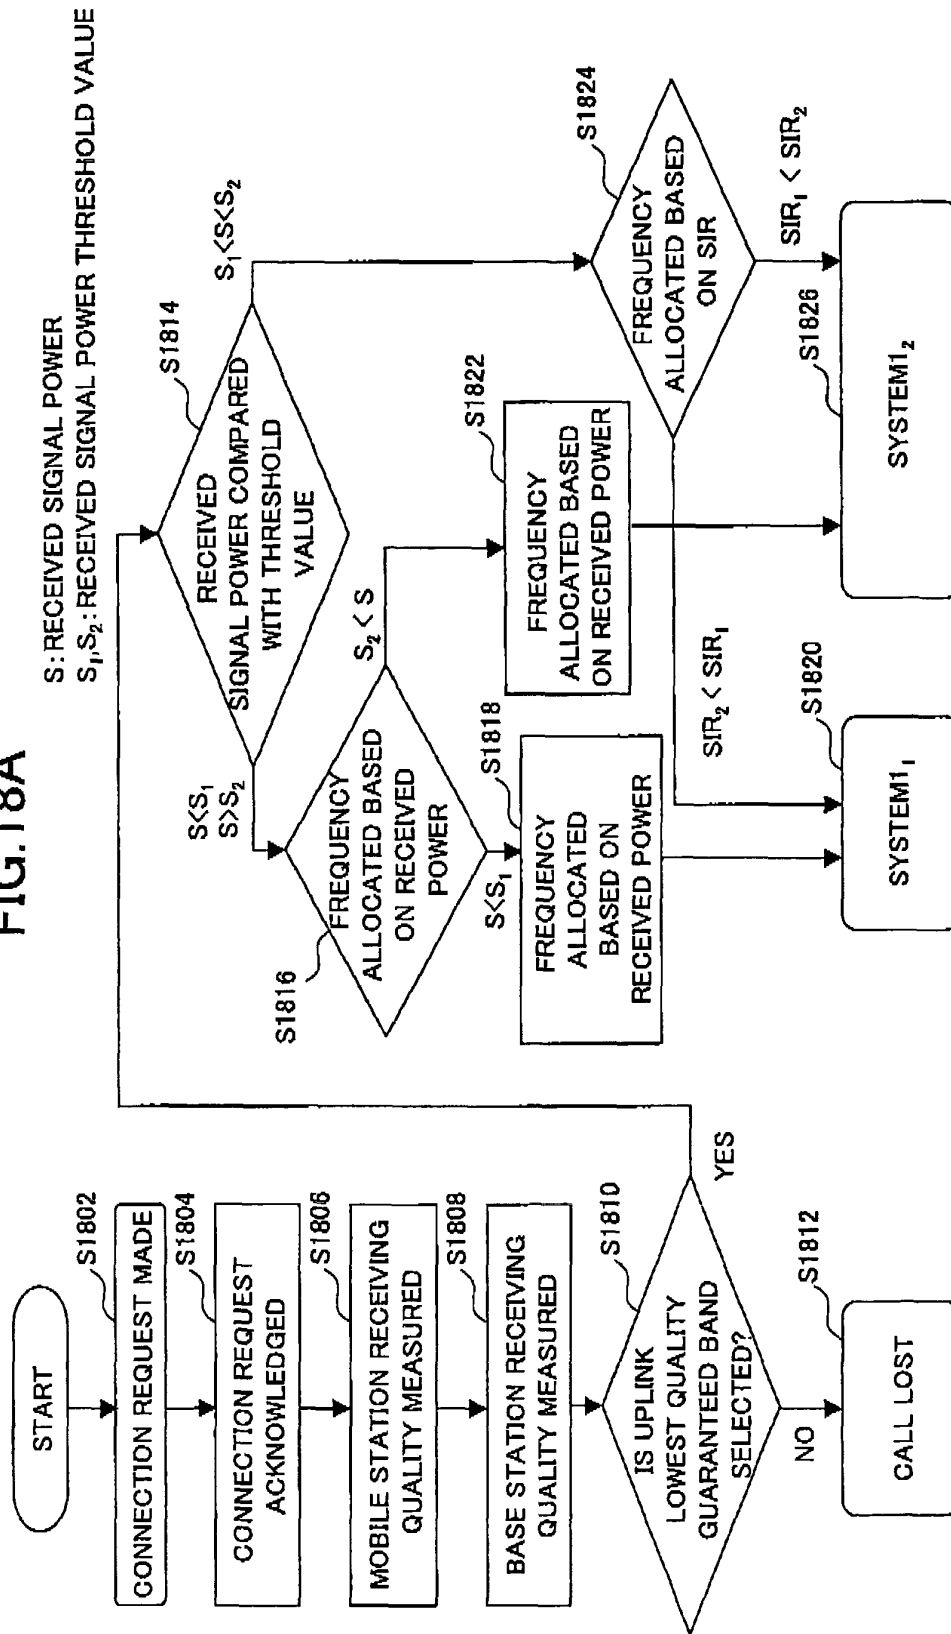 FIG.18A
S:RECEIVED SIGNAL POWER
S₁,S₂:RECEIVED SIGNAL POWER THRESHOLD VALUE
START
S1802
CONNECTION REQUEST MADE
S1804
CONNECTION REQUEST
ACKNOWLEDGED
S1806
MOBILE STATION RECEIVING
QUALITY MEASURED
S1808
BASE STATION RECEIVING
QUALITY MEASURED
S1810
IS UPLINK
LOWEST QUALITY
GUARANTEED BAND
SELECTED?
YES
NO
S1812
CALL LOST
S1814
RECEIVED
SIGNAL POWER COMPARED
WITH THRESHOLD
VALUE
S<S₁
S>S₂
S₁<S<S₂
S1816
FREQUENCY
ALLOCATED BASED
ON RECEIVED
POWER
S<S₁
S₂<S
S1818
FREQUENCY
ALLOCATED
BASED ON
RECEIVED POWER
S1822
FREQUENCY
ALLOCATED BASED
ON RECEIVED POWER
S1824
FREQUENCY
ALLOCATED BASED
ON SIR
SIR₂<SIR₁
SIR₁<SIR₂
S1820
SYSTEM1₁
S1826
SYSTEM1₂